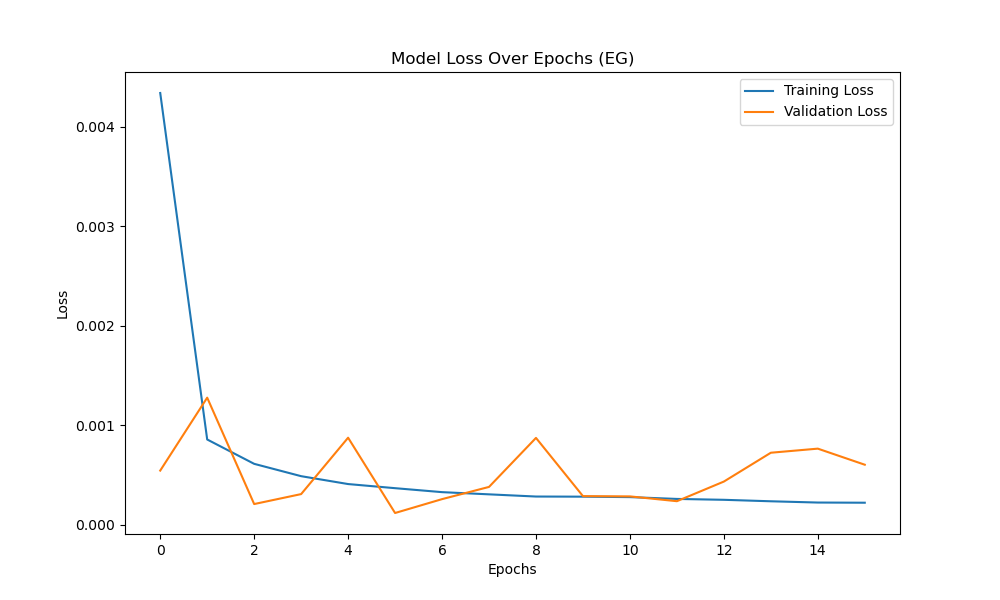 Model Loss Over Epochs (EG)
Training Loss
Validation Loss
0.004
0.003
0.002
0.001
0.000
Loss
0 2 4 6 8 10 12 14
Epochs